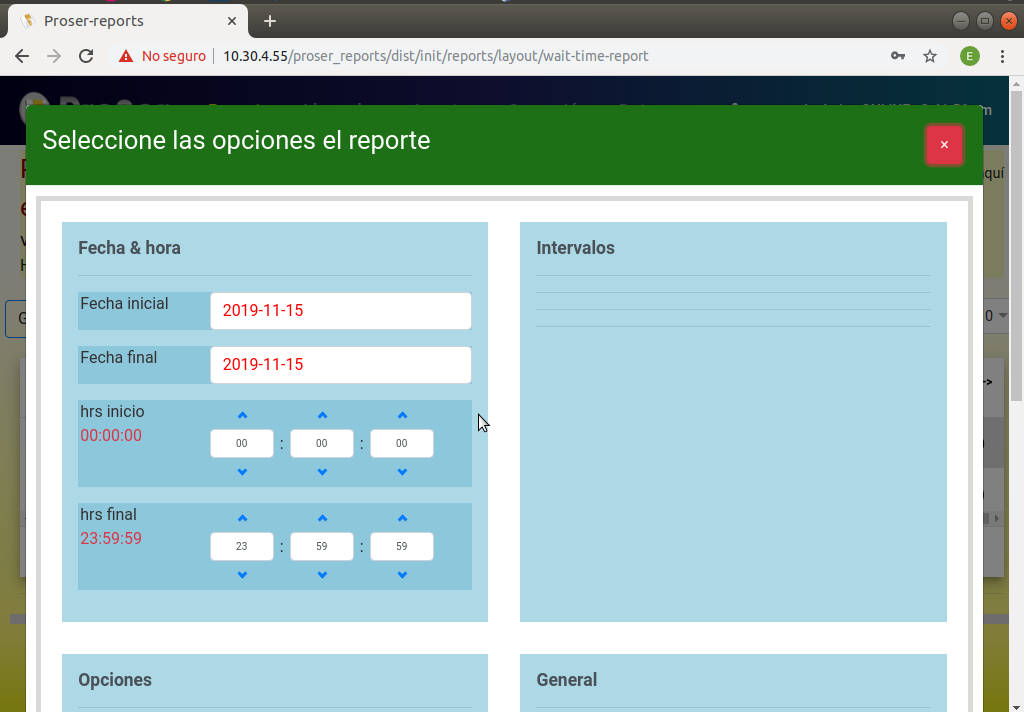 Proser-reports
No seguro
10.30.4.55/proser_reports/dist/init/reports/layout/wait-time-report
E
Seleccione las opciones el reporte
×
quí
Fecha & hora
Intervalos
Fecha inicial
2019-11-15
Fecha final
2019-11-15
hrs inicio
00:00:00
00 : 00 : 00
hrs final
23:59:59
23 : 59 : 59
Opciones
General